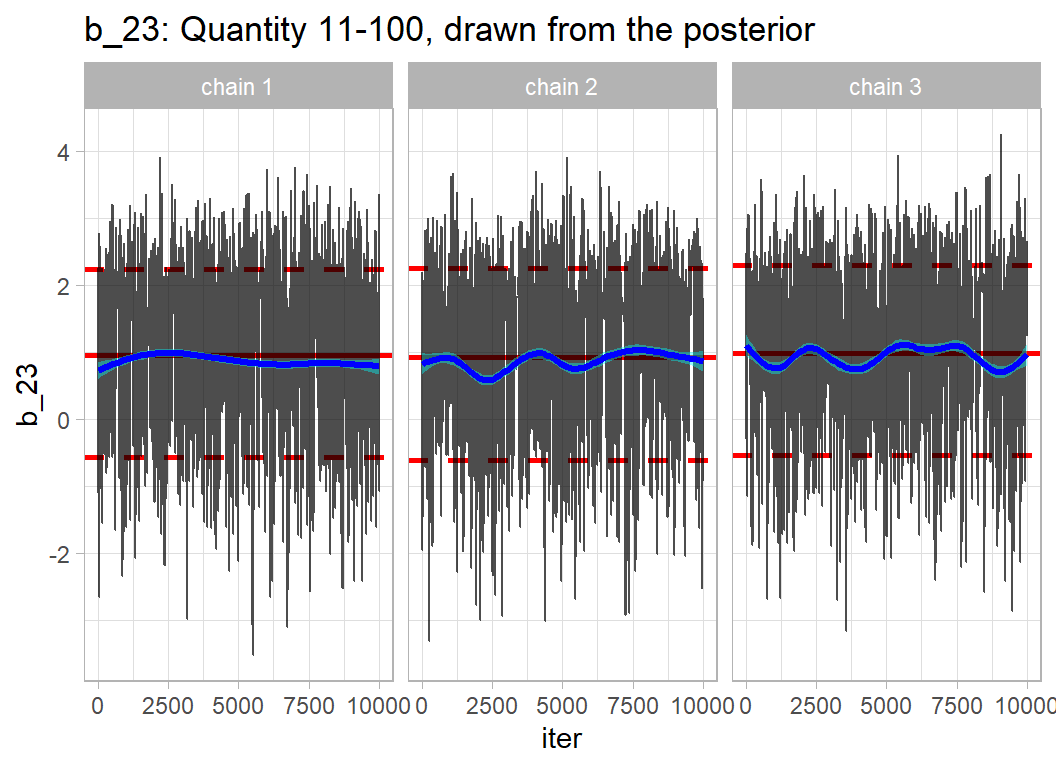 b_23: Quantity 11-100, drawn from the posterior
chain 1
chain 2
chain 3
4
2
0
-2
b_23
0 2500 5000 7500 10000
0 2500 5000 7500 10000
0 2500 5000 7500 10000
iter